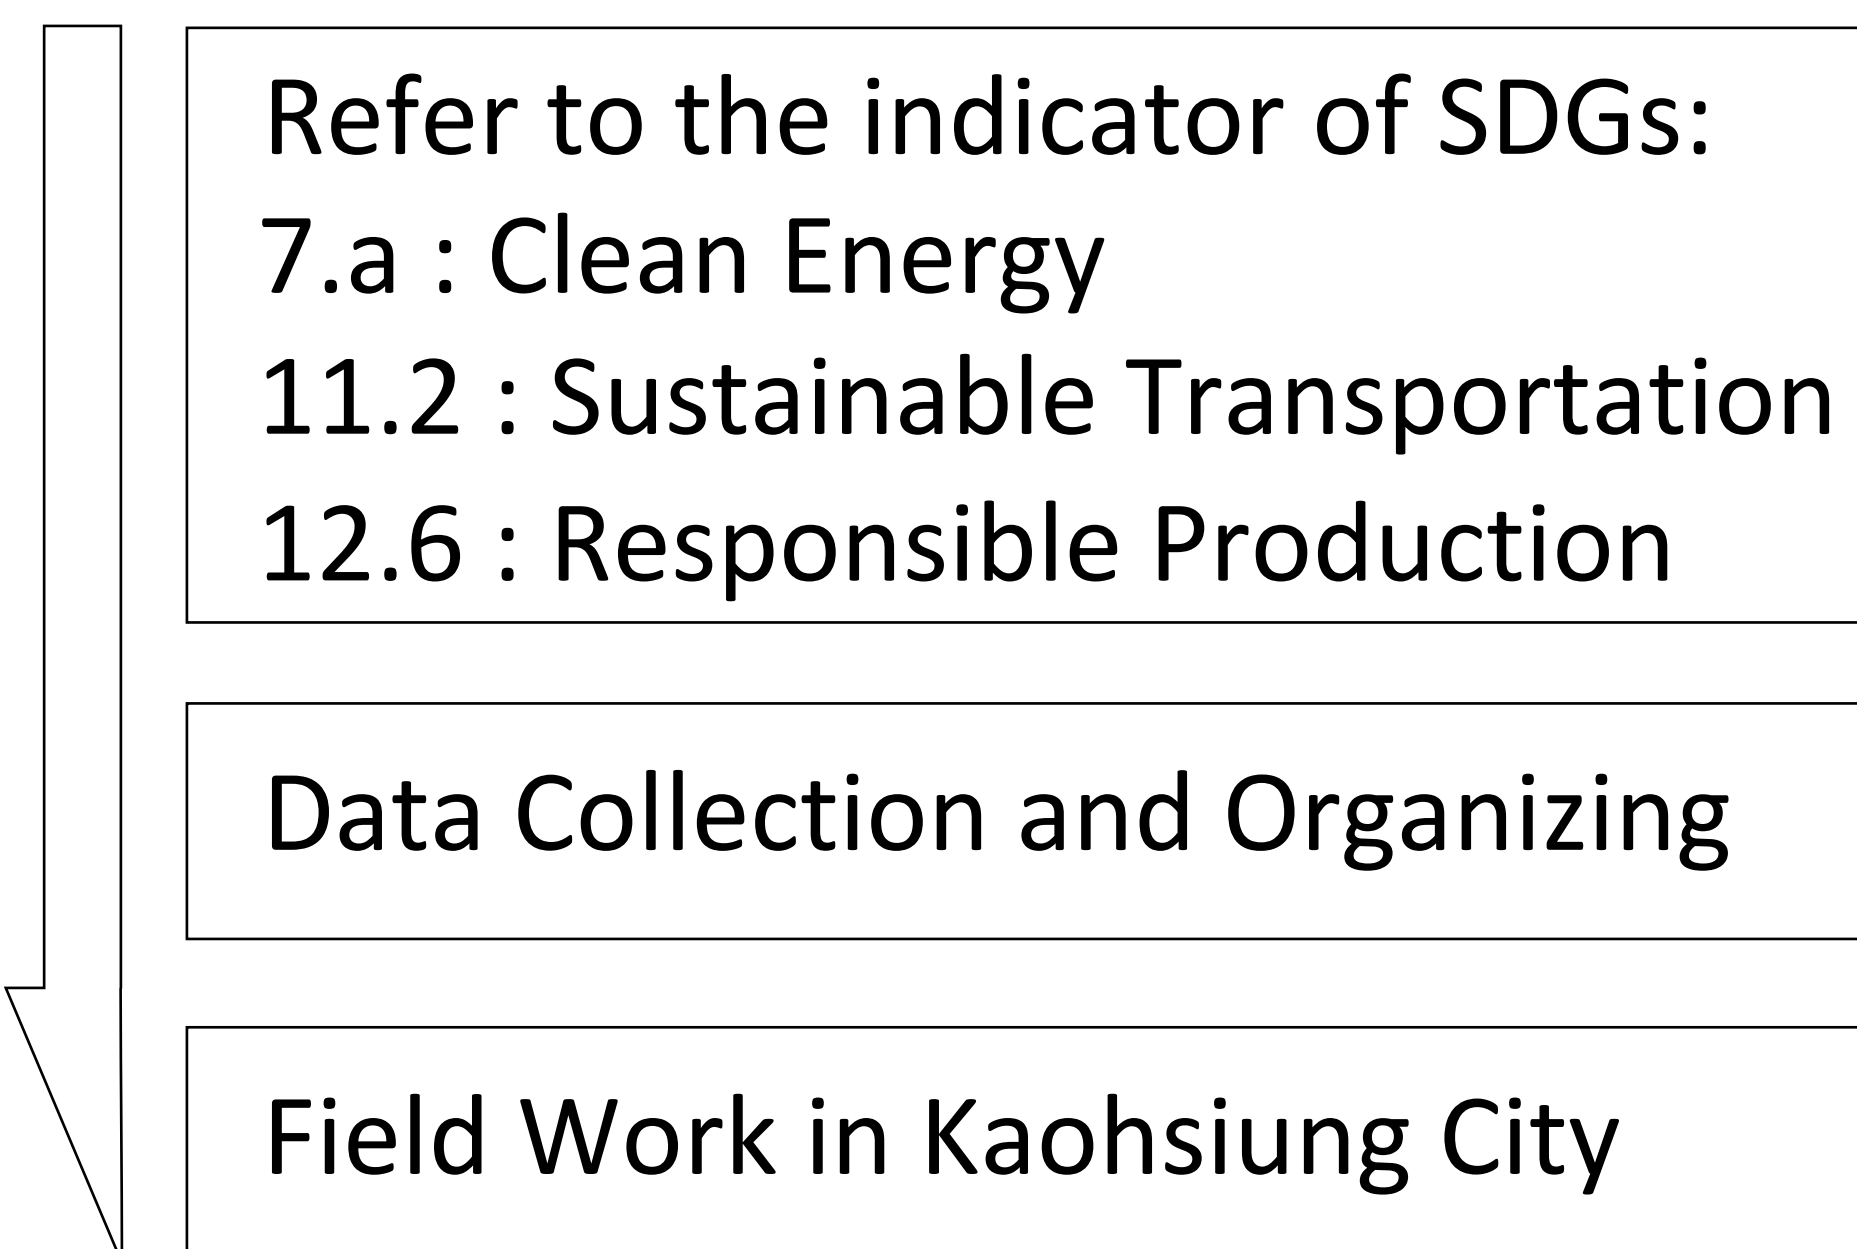 Refer to the indicator of SDGs:
7.a : Clean Energy
11.2 : Sustainable Transportation
12.6 : Responsible Production
Data Collection and Organizing
Field Work in Kaohsiung City